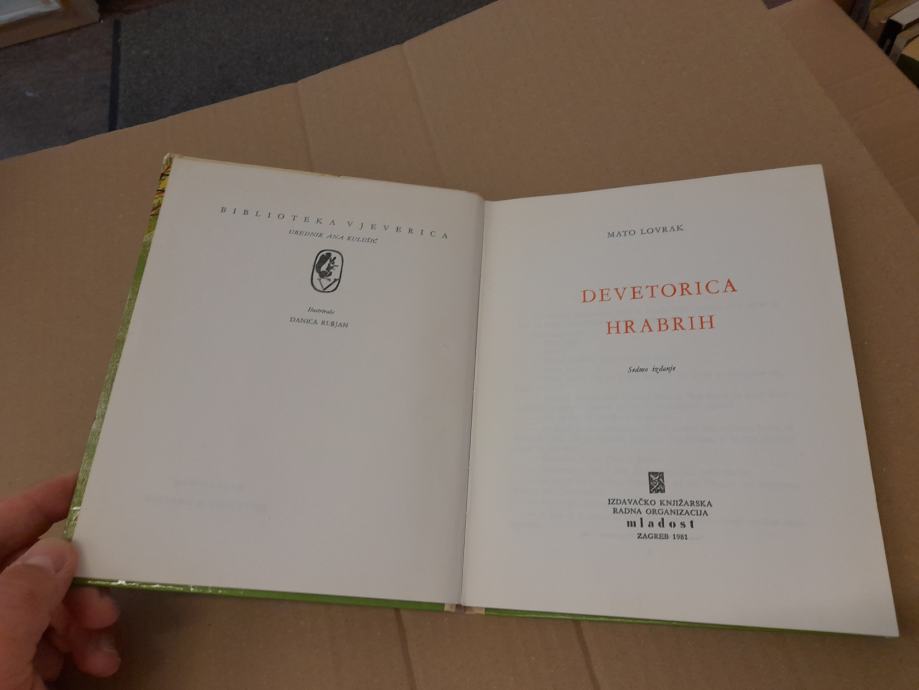 BIBLIOTEKA VJEVERICA
UREDNIK ANA KULUŠIĆ
Ilustrirala
DANICA RUSJAN
MATO LOVRAK
DEVETORICA
HRABRIH
Sedmo izdanje
IZDAVAČKO KNJIŽARSKA
RADNA ORGANIZACIJA
mladost
ZAGREB 1981